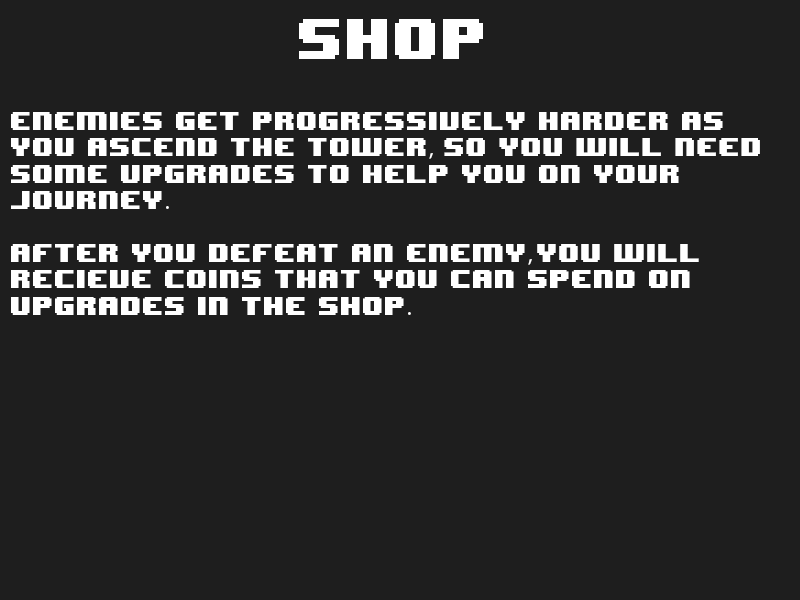 SHOP
ENEMIES GET PROGRESSIVELY HARDER AS
YOU ASCEND THE TOWER, SO YOU WILL NEED
SOME UPGRADES TO HELP YOU ON YOUR
JOURNEY.
AFTER YOU DEFEAT AN ENEMY,YOU WILL
RECIEVE COINS THAT YOU CAN SPEND ON
UPGRADES IN THE SHOP.